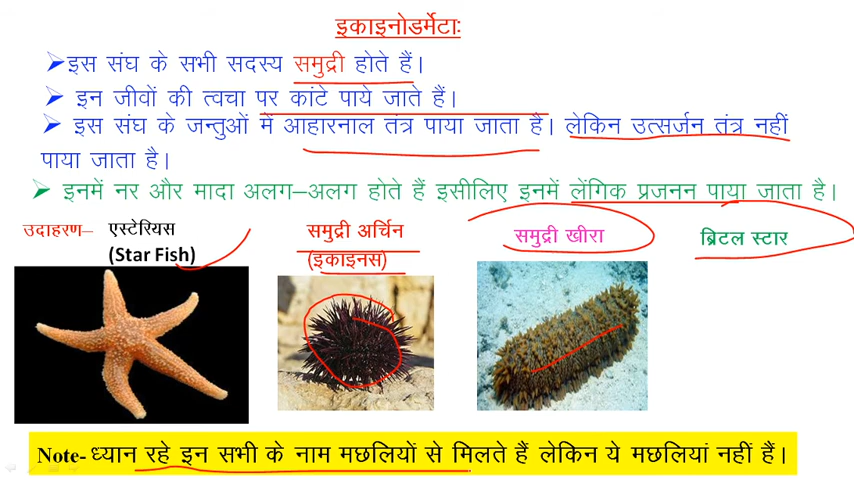 इकाइनोडर्मेटाः
➢इस संघ के सभी सदस्य समुद्री होते हैं।
➢ इन जीवों की त्वचा पर कांटे पाये जाते हैं।
➢ इस संघ के जन्तुओं में आहारनाल तंत्र पाया जाता है। लेकिन उत्सर्जन तंत्र नहीं
पाया जाता है।
➢ इनमें नर और मादा अलग–अलग होते हैं इसीलिए इनमें लेंगिक प्रजनन पाया जाता है।
उदाहरण– एस्टेरियस
(Star Fish)
समुद्री अर्चिन
(इकाइनस)
समुद्री खीरा
ब्रिटल स्टार
Note- ध्यान रहे इन सभी के नाम मछलियों से मिलते हैं लेकिन ये मछलियां नहीं हैं।